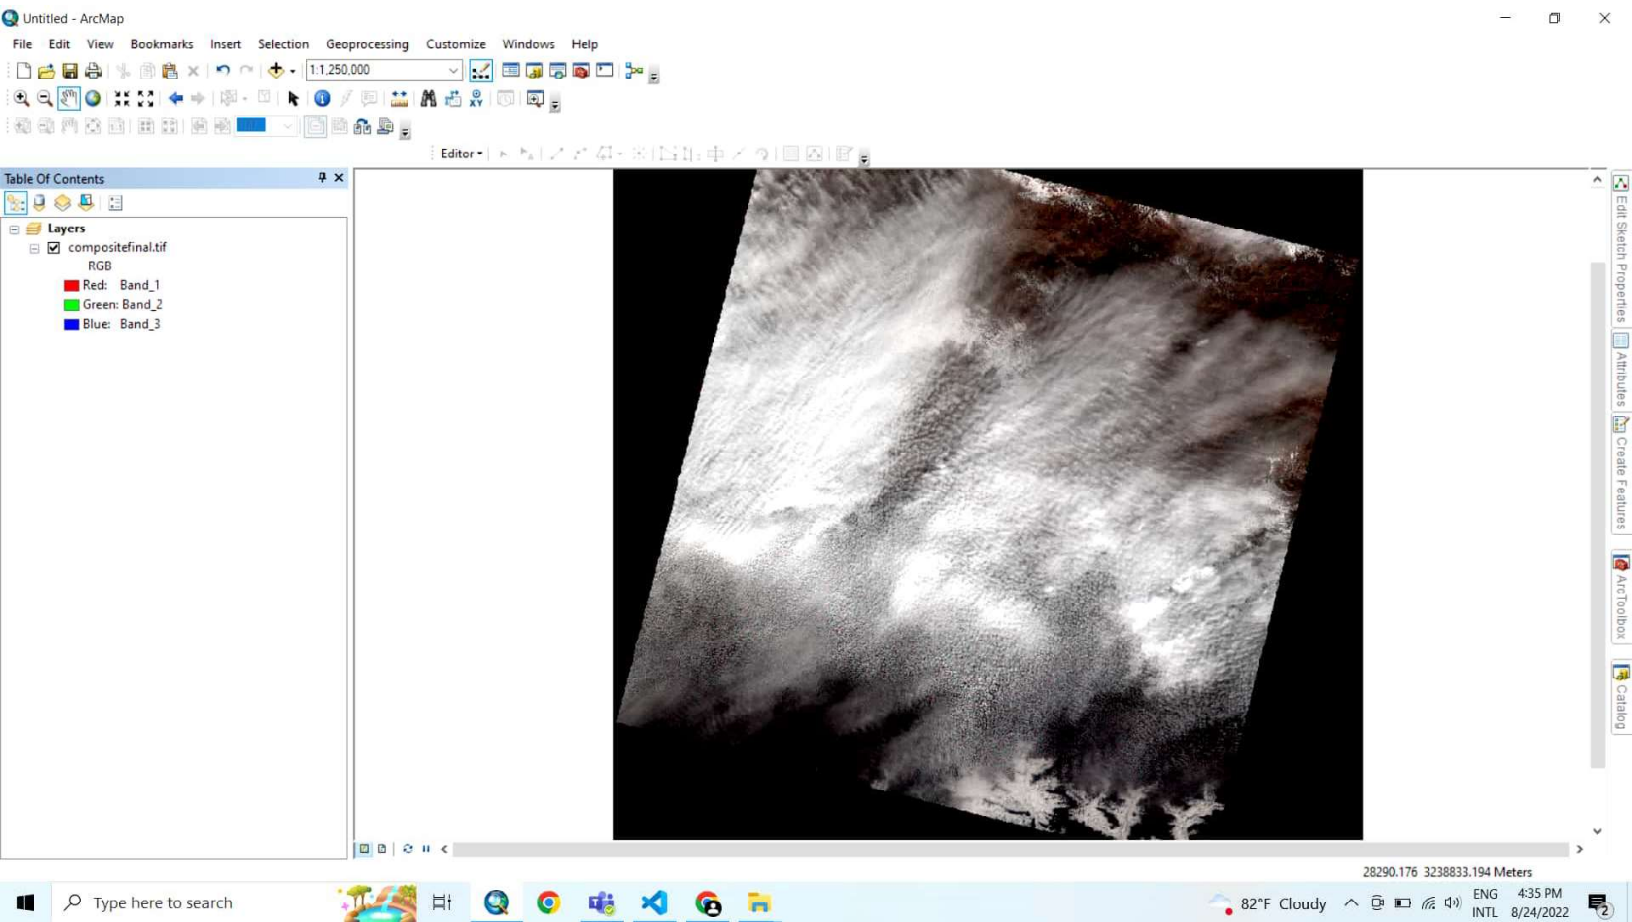 Untitled - ArcMap
File Edit View Bookmarks Insert Selection Geoprocessing Customize Windows Help
1:1,250,000
XY
Editor
Table Of Contents
Layers
compositefinal.tif
RGB
Red: Band_1
Green: Band_2
Blue: Band_3
Edit Sketch Properties
Attributes
Create Features
ArcToolbox
Catalog
28290.176 3238833.194 Meters
Type here to search
82°F Cloudy
ENG
INTL
4:35 PM
8/24/2022
2